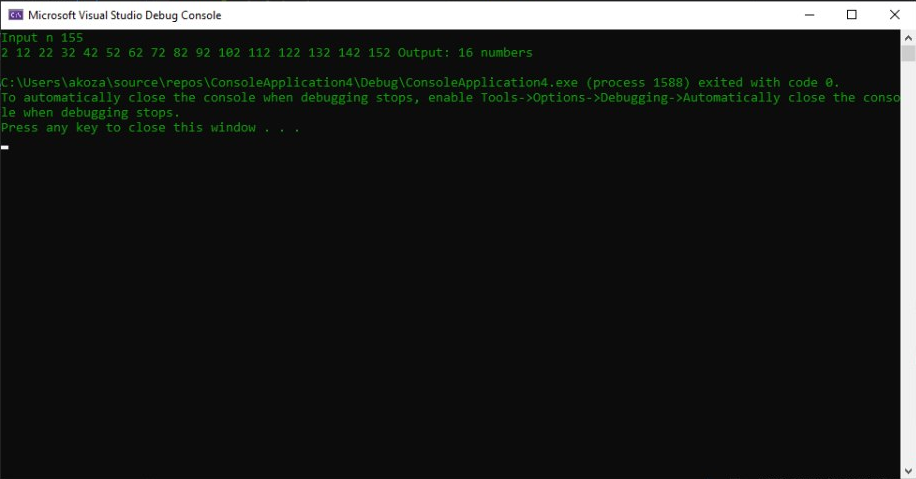 Microsoft Visual Studio Debug Console
Input n 155
2 12 22 32 42 52 62 72 82 92 102 112 122 132 142 152 Output: 16 numbers
C:\Users\akoza\source\repos\ConsoleApplication4\Debug\ConsoleApplication4.exe (process 1588) exited with code 0.
To automatically close the console when debugging stops, enable Tools->Options->Debugging->Automatically close the conso
le when debugging stops.
Press any key to close this window . . .